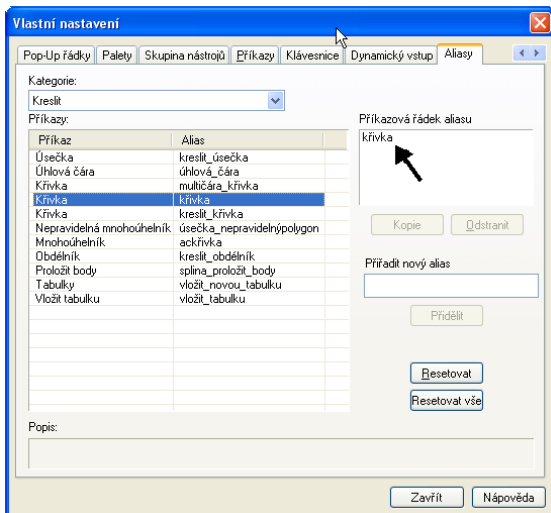 Vlastní nastavení
Pop-Up řádky Palety Skupina nástrojů Příkazy Klávesnice Dynamický vstup Aliasy
Kategorie:
Kreslit
Příkazy:
Příkaz Alias
Úsečka kreslit_úsečka
Úhlová čára úhlová_čára
Křivka multičára_křivka
Křivka křivka
Křivka kreslit_křivka
Nepravidelná mnohoúhelník úsečka_nepravidelnýpolygon
Mnohoúhelník ackřivka
Obdélník kreslit_obdélník
Proložit body splina_proložit_body
Tabulky vložit_novou_tabulku
Vložit tabulku vložit_tabulku
Příkazová řádek aliasu
křivka
Kopie Odstranit
Přiřadit nový alias
Přidělit
Resetovat
Resetovat vše
Popis:
Zavřít Nápověda